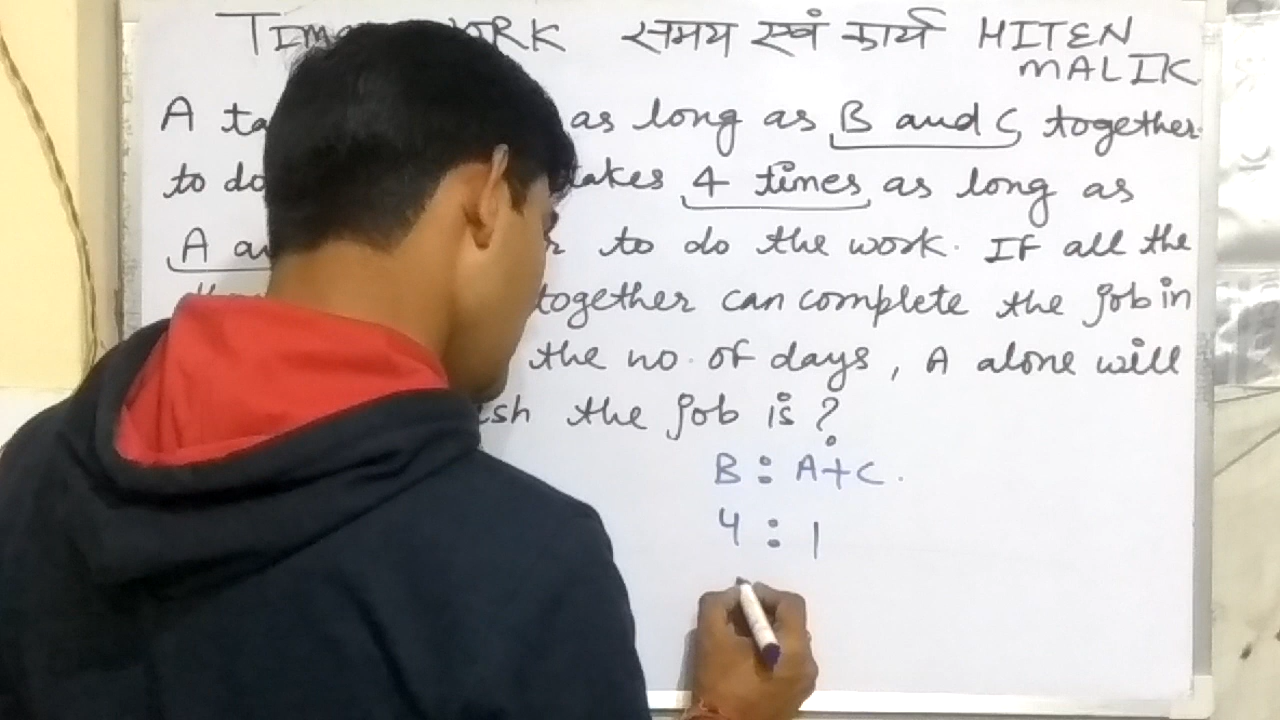 WORK समय एवं कार्य HITEN
MALIK
A as long as B and C together
to do takes 4 times as long as
A to do the work. If all the
together can complete the job in
the no. of days, A alone will
the job is?
B : A+C.
4 : 1